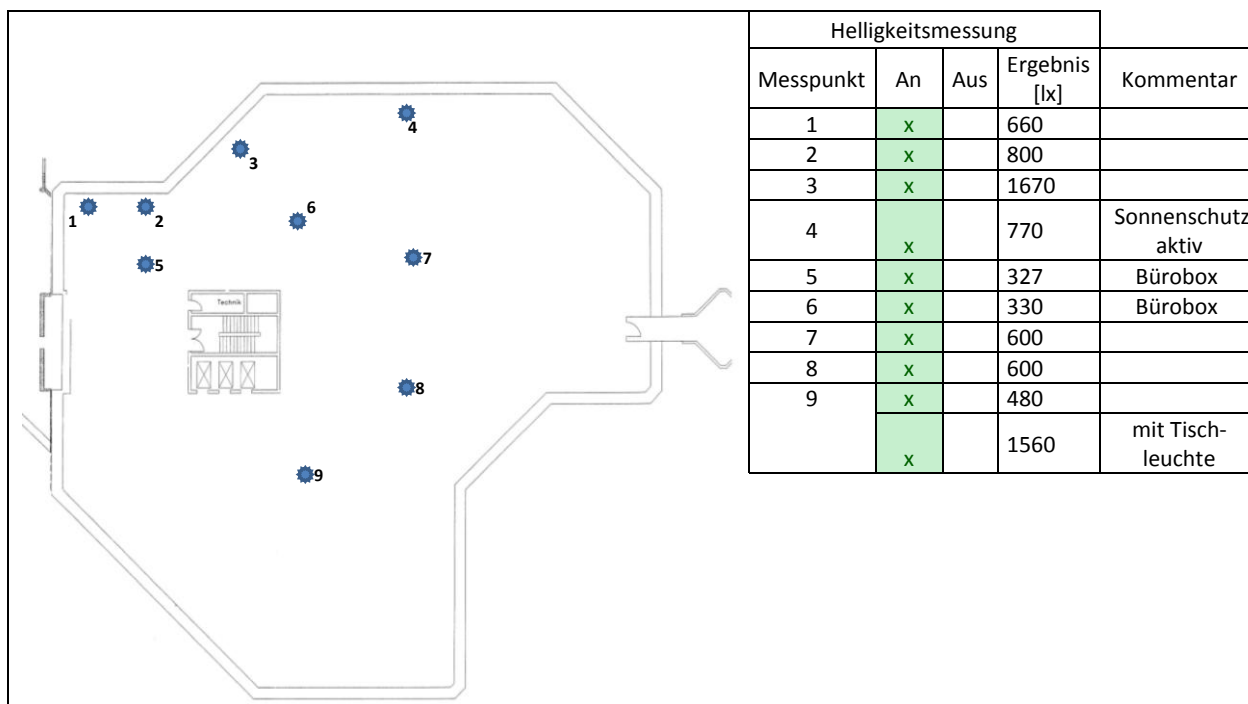 4
3
1
2
6
5
7
Technik
8
9
Helligkeitsmessung
Messpunkt An Aus Ergebnis [lx] Kommentar
1 x 660
2 x 800
3 x 1670
4 x 770 Sonnenschutz aktiv
5 x 327 Bürobox
6 x 330 Bürobox
7 x 600
8 x 600
9 x 480
x 1560 mit Tisch-
leuchte